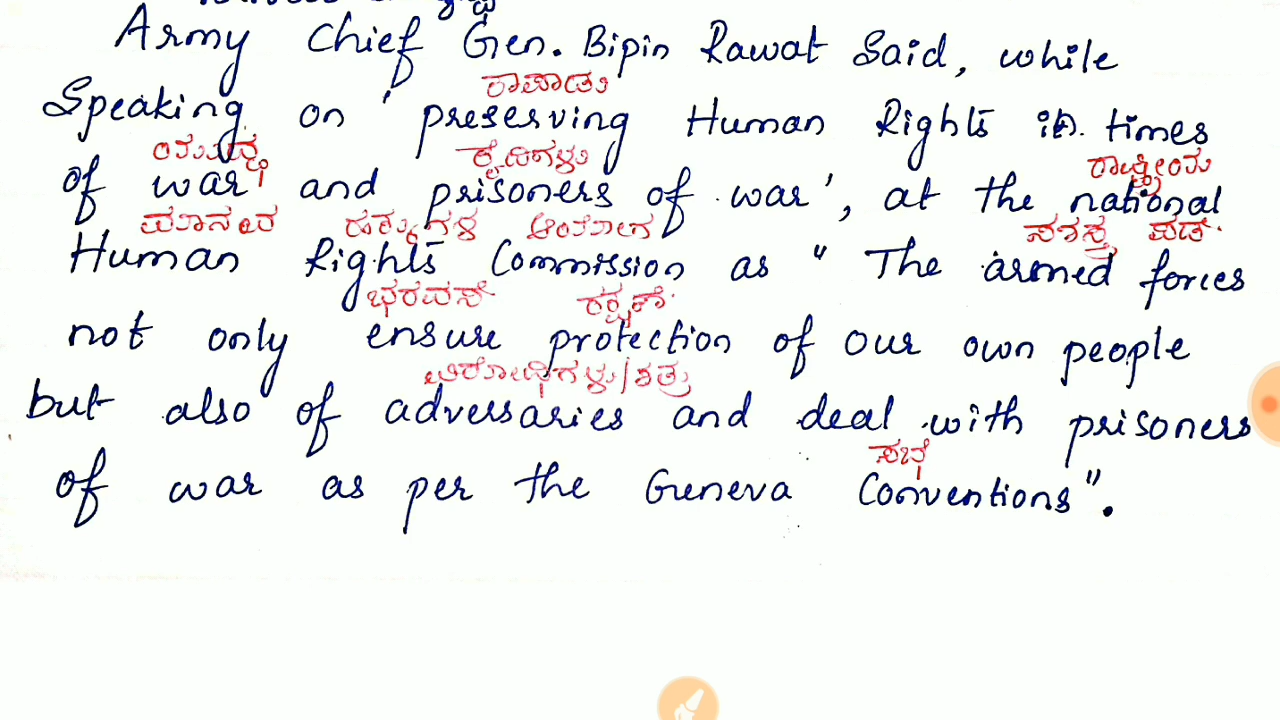 Army Chief Gen. Bipin Rawat Said, while
ಕಾಪಾಡು
Speaking on 'preserving Human Rights in times
ಯುದ್ಧ ಕೈದಿಗಳು ರಾಷ್ಟ್ರೀಯ
of war and prisoners of war', at the national
ಮಾನವ ಹಕ್ಕುಗಳ ಆಯೋಗ ಸಶಸ್ತ್ರ ಪಡೆ.
Human Rights Commission as "The armed forces
ಭರವಸೆ ರಕ್ಷಣೆ
not only ensure protection of our own people
ವಿರೋಧಿಗಳು/ಶತ್ರು
but also of adversaries and deal with prisoners
ಸಭೆ
of war as per the Geneva Conventions".